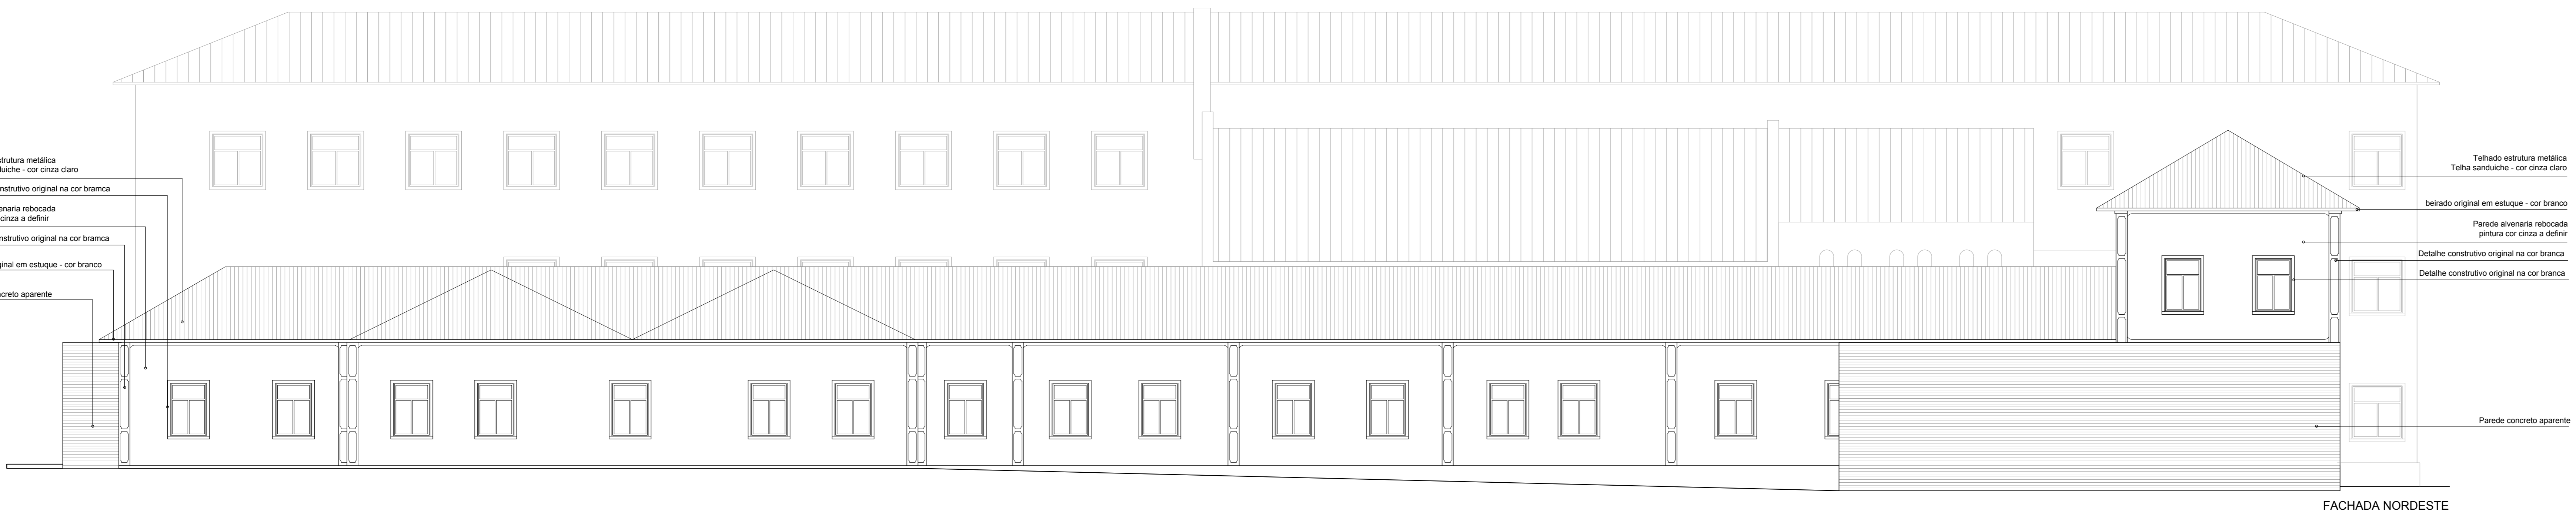 strutura metálica
duiche - cor cinza claro
nstrutivo original na cor bramca
enaria rebocada
cinza a definir
nstrutivo original na cor bramca
ginal em estuque - cor branco
ncreto aparente
Telhado estrutura metálica
Telha sanduiche - cor cinza claro
beirado original em estuque - cor branco
Parede alvenaria rebocada
pintura cor cinza a definir
Detalhe construtivo original na cor branca
Detalhe construtivo original na cor branca
Parede concreto aparente
FACHADA NORDESTE